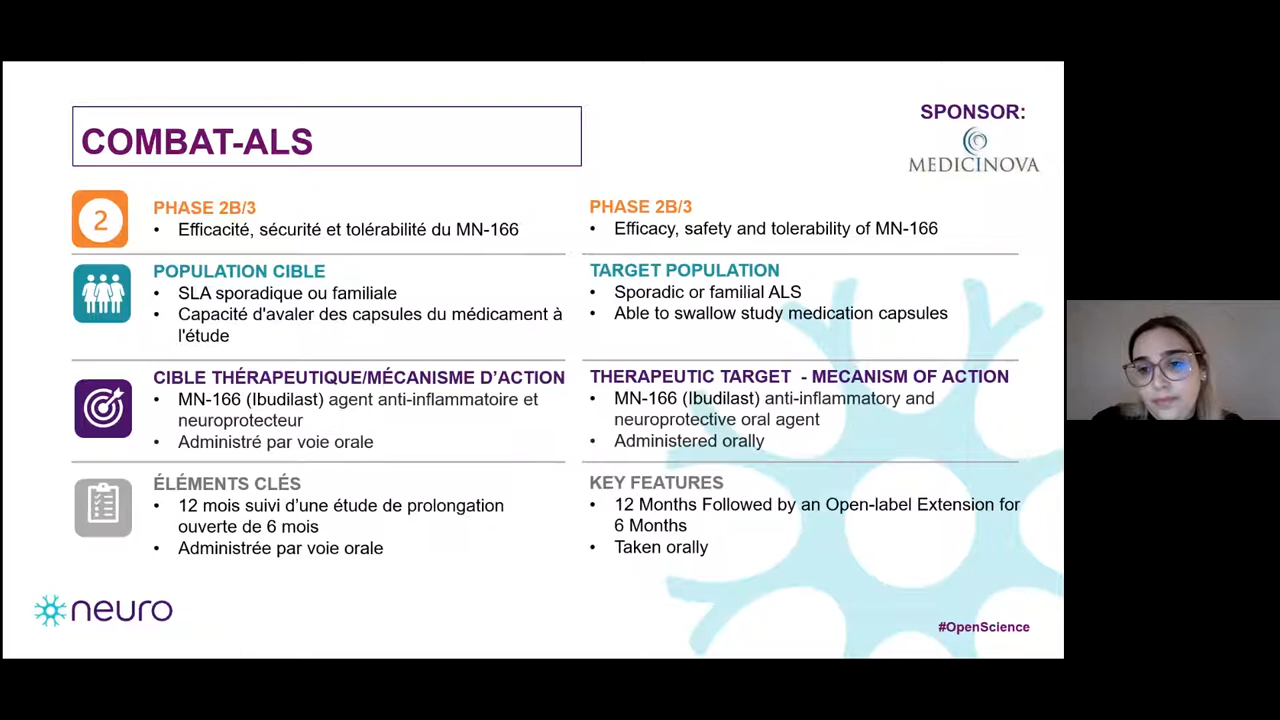 COMBAT-ALS
SPONSOR:
MEDICINOVA
2
PHASE 2B/3
• Efficacité, sécurité et tolérabilité du MN-166
PHASE 2B/3
• Efficacy, safety and tolerability of MN-166
POPULATION CIBLE
• SLA sporadique ou familiale
• Capacité d'avaler des capsules du médicament à
l'étude
TARGET POPULATION
• Sporadic or familial ALS
• Able to swallow study medication capsules
CIBLE THÉRAPEUTIQUE/MÉCANISME D'ACTION
• MN-166 (Ibudilast) agent anti-inflammatoire et
neuroprotecteur
• Administré par voie orale
THERAPEUTIC TARGET - MECANISM OF ACTION
• MN-166 (Ibudilast) anti-inflammatory and
neuroprotective oral agent
• Administered orally
ÉLÉMENTS CLÉS
• 12 mois suivi d'une étude de prolongation
ouverte de 6 mois
• Administrée par voie orale
KEY FEATURES
• 12 Months Followed by an Open-label Extension for
6 Months
• Taken orally
neuro
#OpenScience